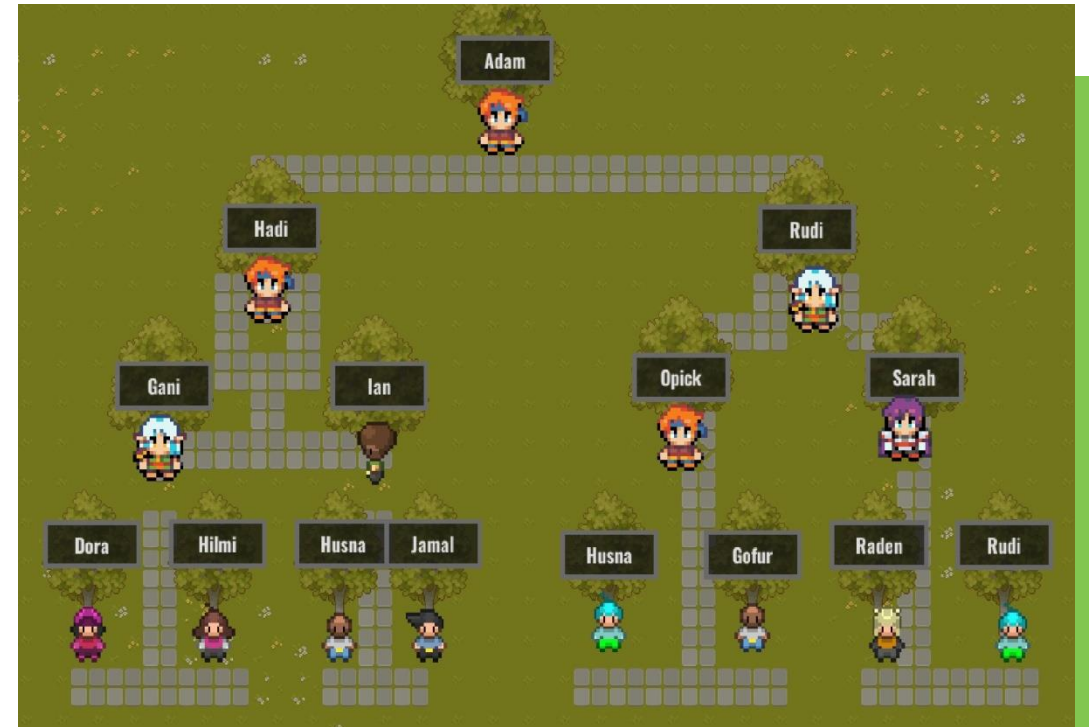 Adam
Hadi
Rudi
Gani
Ian
Opick
Sarah
Dora
Hilmi
Husna
Jamal
Husna
Gofur
Raden
Rudi